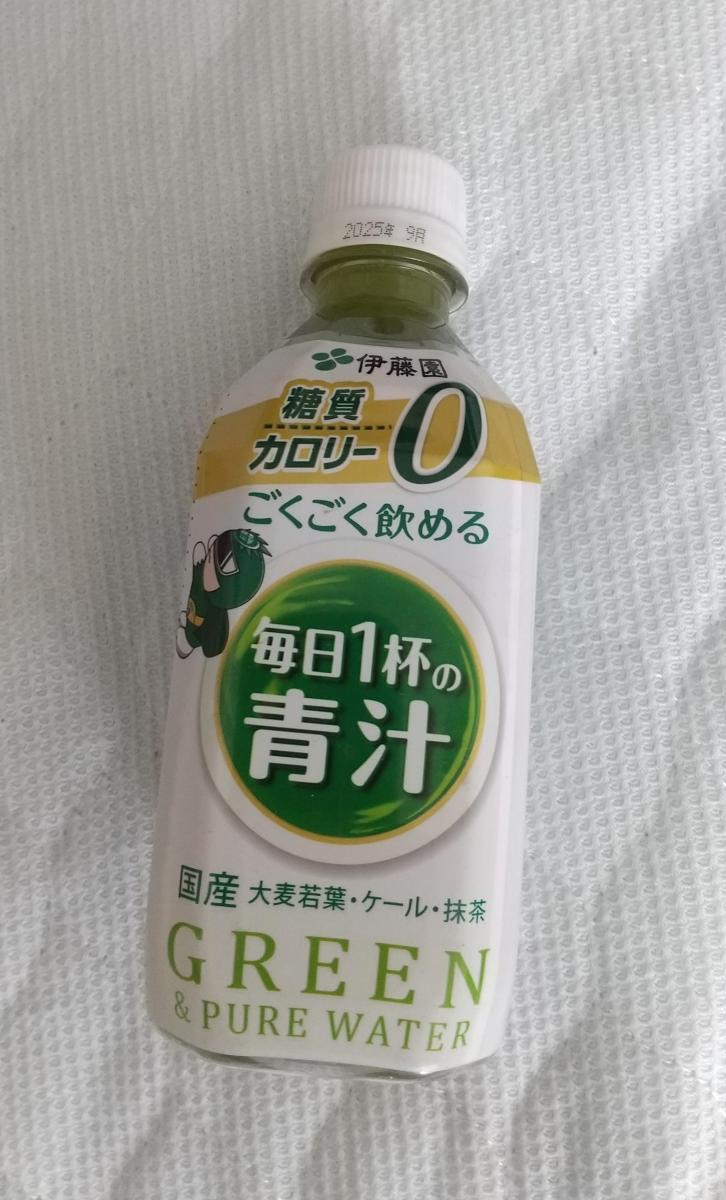 2025年 9月
伊藤園
糖質
カロリー 0
ごくごく飲める
毎日1杯の
青汁
国産 大麦若葉・ケール・抹茶
GREEN
& PURE WATER